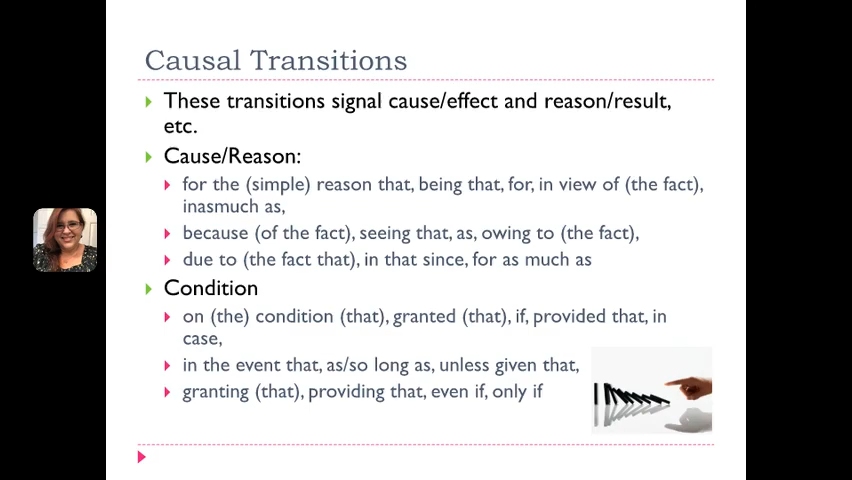 Causal Transitions
These transitions signal cause/effect and reason/result,
etc.
Cause/Reason:
for the (simple) reason that, being that, for, in view of (the fact),
inasmuch as,
because (of the fact), seeing that, as, owing to (the fact),
due to (the fact that), in that since, for as much as
Condition
on (the) condition (that), granted (that), if, provided that, in
case,
in the event that, as/so long as, unless given that,
granting (that), providing that, even if, only if